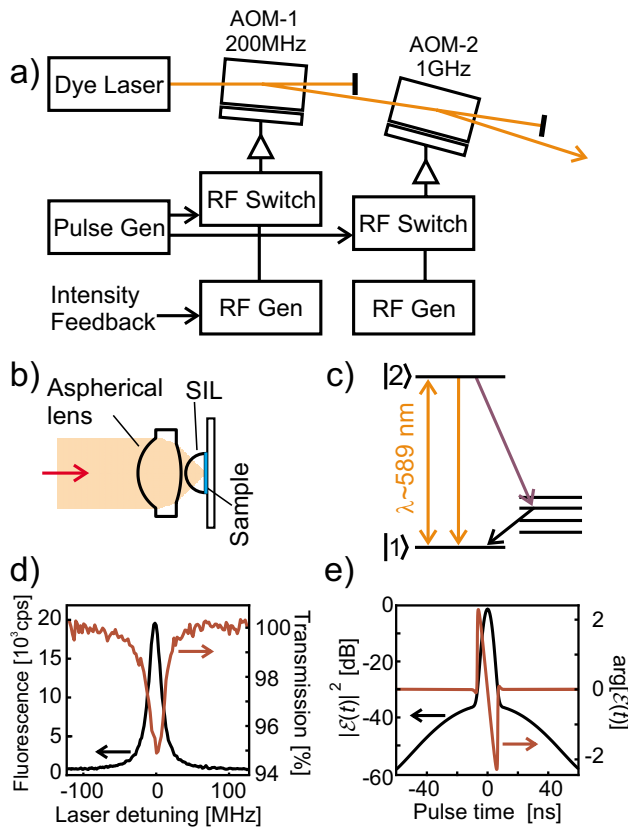 a)
AOM-1
200MHz
AOM-2
1GHz
Dye Laser
RF Switch
Pulse Gen
RF Switch
Intensity
Feedback
RF Gen
RF Gen
b)
Aspherical
lens
SIL
Sample
c)
|2⟩
λ~589 nm
|1⟩
d)
Fluorescence [10³cps]
20
15
10
5
0
100
98
96
94
Transmission [%]
-100
0
100
Laser detuning [MHz]
e)
|ℰ(t)|² [dB]
0
-20
-40
-60
2
1
0
-1
-2
arg[ℰ(t)]
-40
0
40
Pulse time [ns]